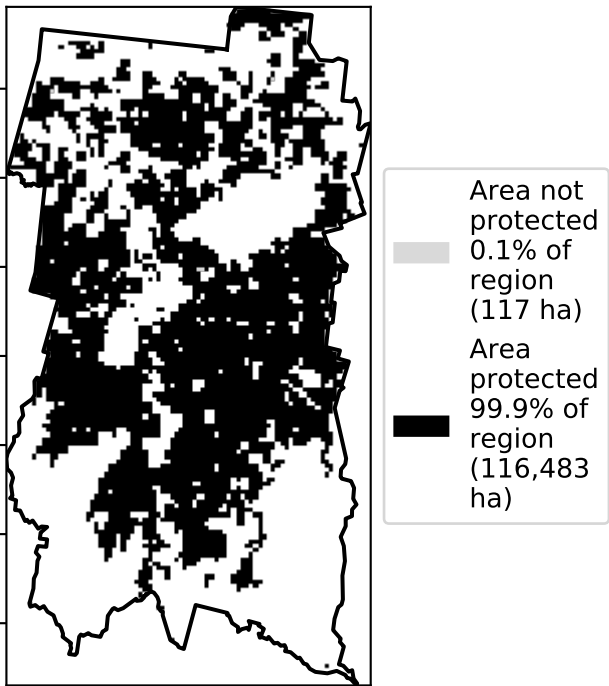 Area not
protected
0.1% of
region
(117 ha)
Area
protected
99.9% of
region
(116,483
ha)